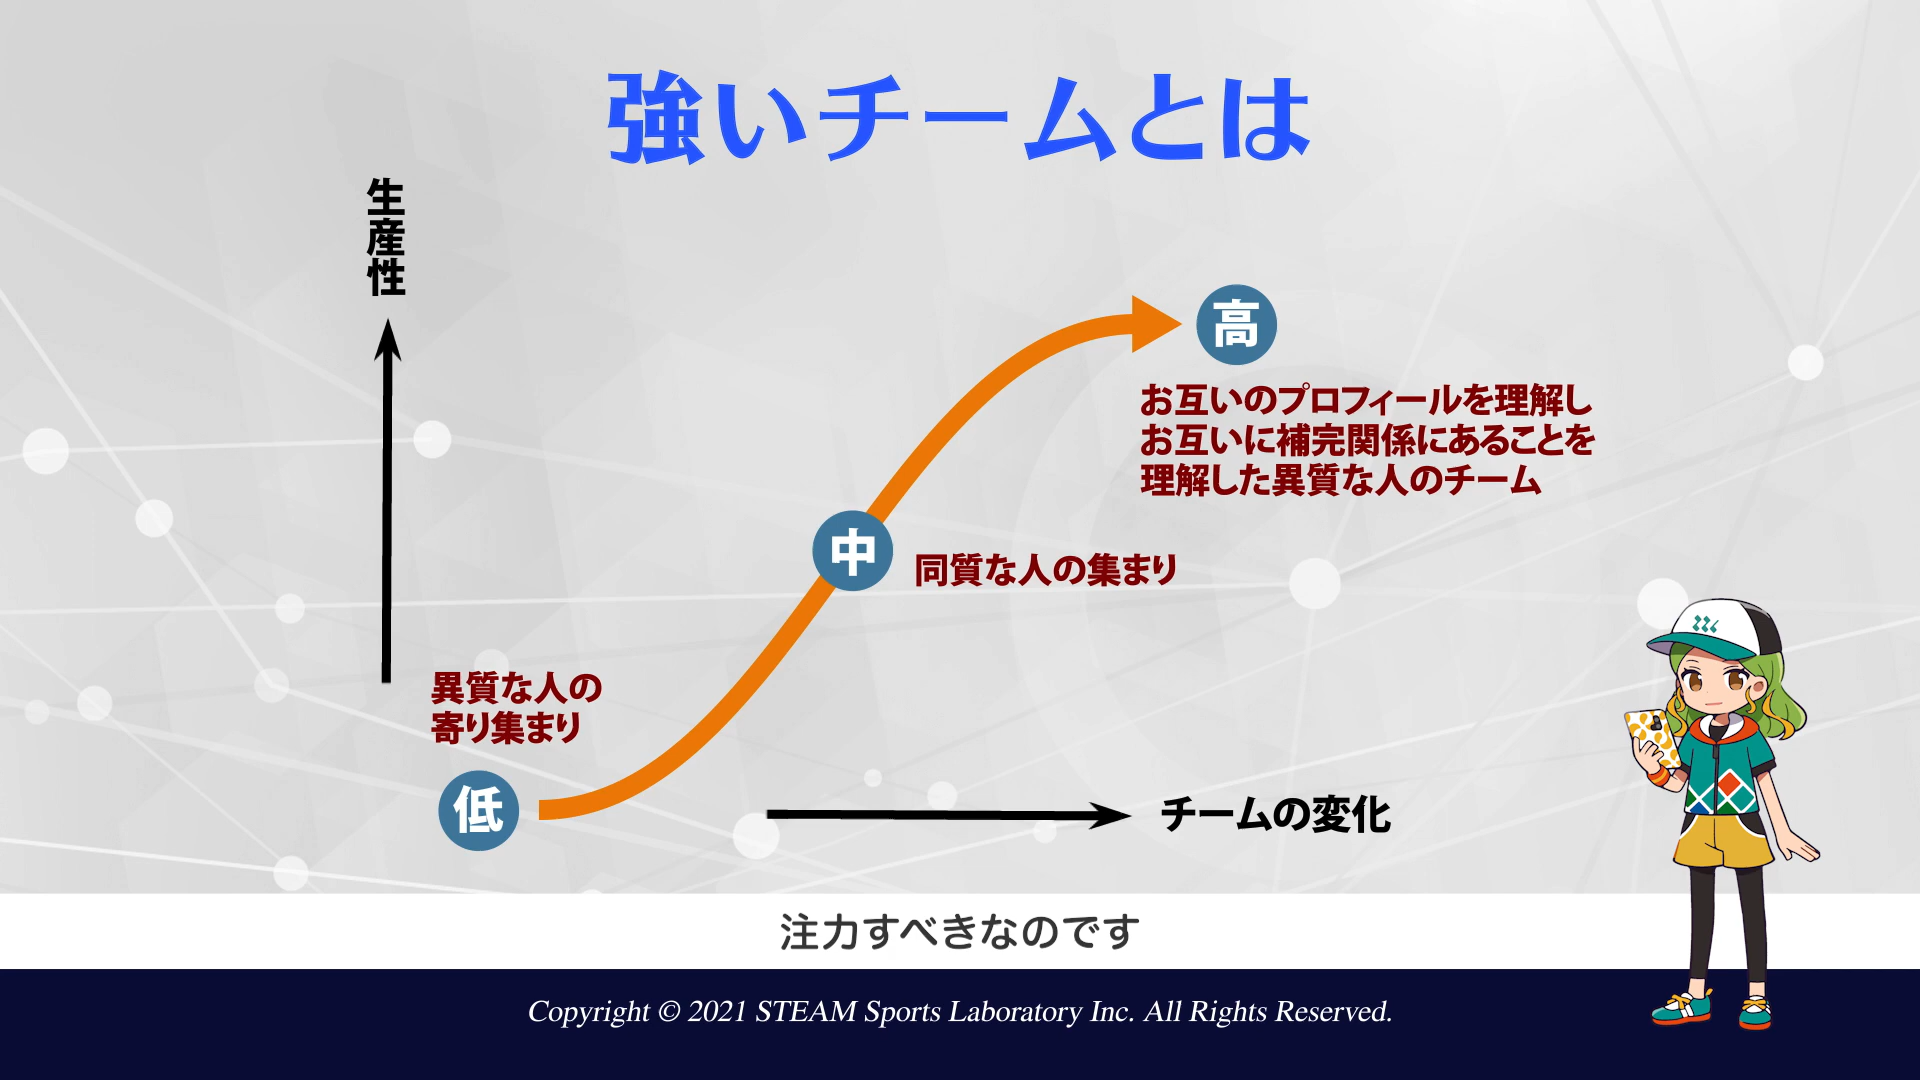 強いチームとは
生産性
高
お互いのプロフィールを理解し
お互いに補完関係にあることを
理解した異質な人のチーム
中
同質な人の集まり
異質な人の
寄り集まり
低
チームの変化
注力すべきなのです
Copyright © 2021 STEAM Sports Laboratory Inc. All Rights Reserved.